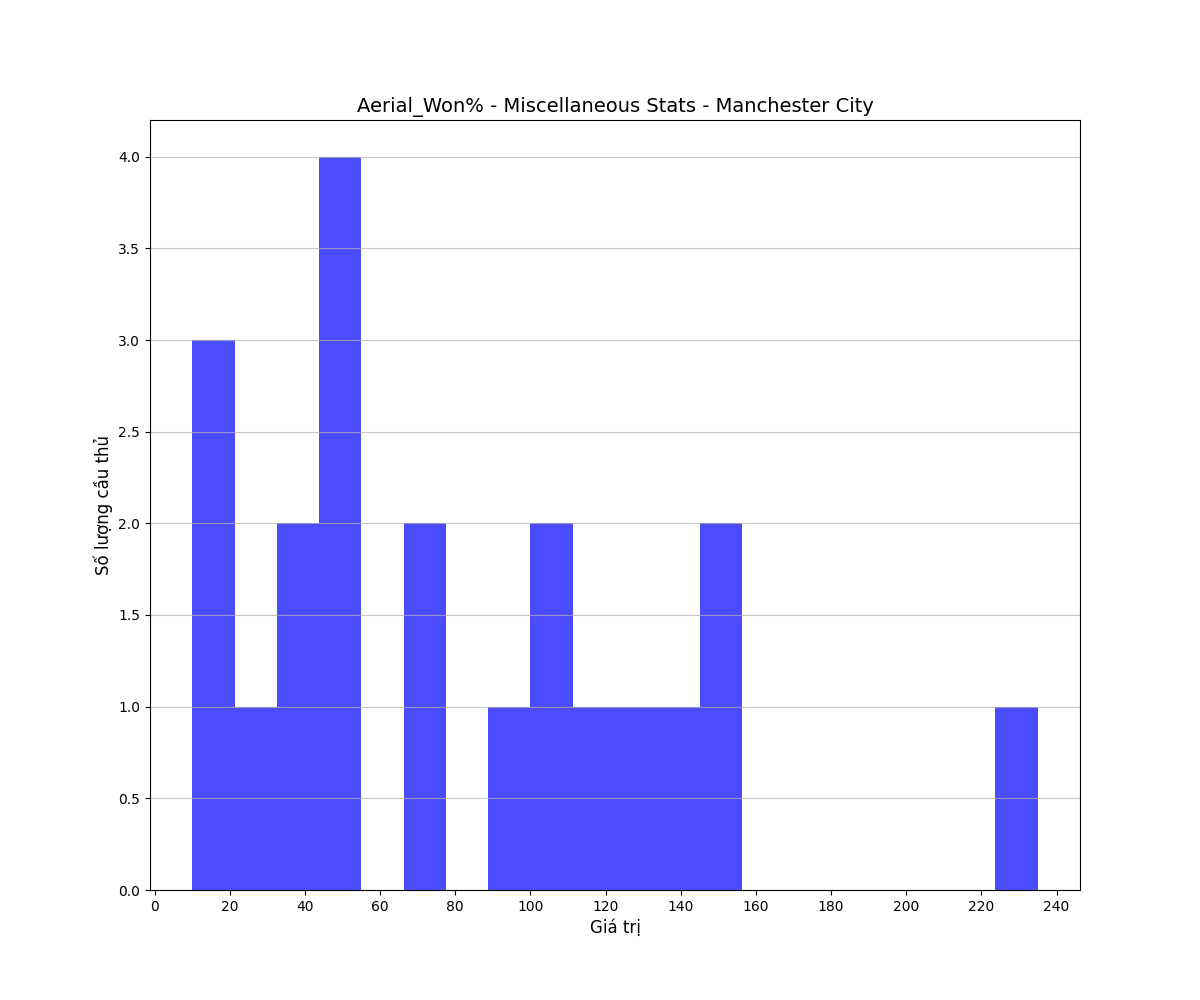 Aerial_Won% - Miscellaneous Stats - Manchester City
4.0
3.5
3.0
2.5
2.0
1.5
1.0
0.5
0.0
Số lượng cầu thủ
0 20 40 60 80 100 120 140 160 180 200 220 240
Giá trị